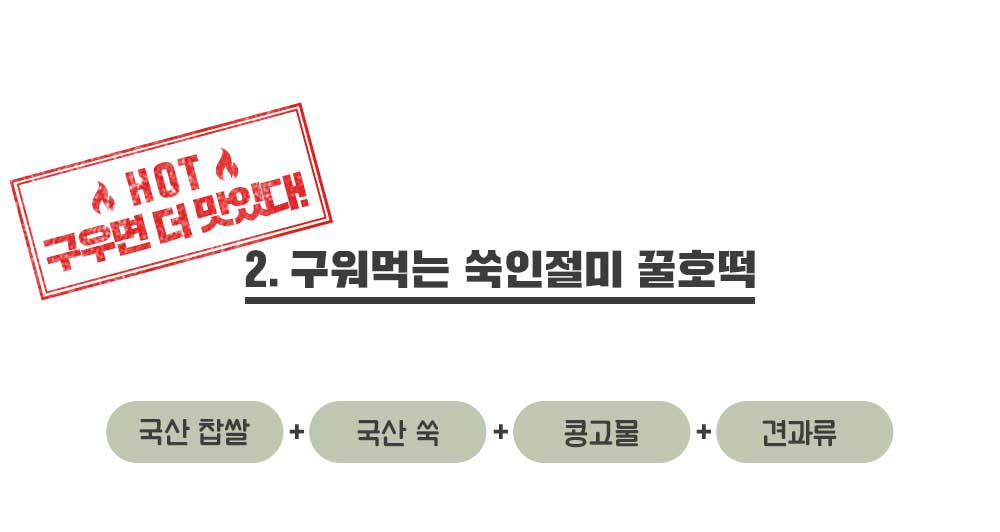 HOT
구우면 더 맛있대!
2. 구워먹는 쑥인절미 꿀호떡
국산 찹쌀 + 국산 쑥 + 콩고물 + 견과류